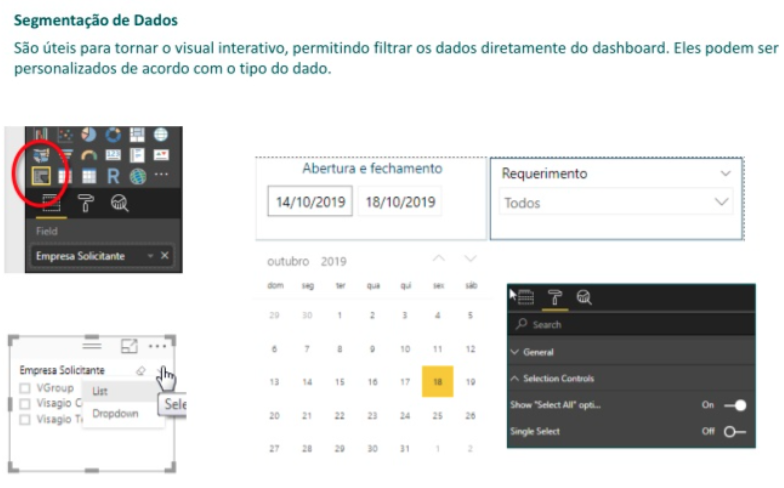 Segmentação de Dados
São úteis para tornar o visual interativo, permitindo filtrar os dados diretamente do dashboard. Eles podem ser
personalizados de acordo com o tipo do dado.
R
Field
Empresa Solicitante
Abertura e fechamento
14/10/2019 18/10/2019
Requerimento
Todos
outubro 2019
dom seg ter qua qui sex sáb
29 30 1 2 3 4 5
6 7 8 9 10 11 12
13 14 15 16 17 18 19
20 21 22 23 24 25 26
27 28 29 30 31 1 2
Empresa Solicitante
VGroup
Visagio
Visagio
List
Dropdown
Sele
Search
General
Selection Controls
Show "Select All" opti... On
Single Select Off